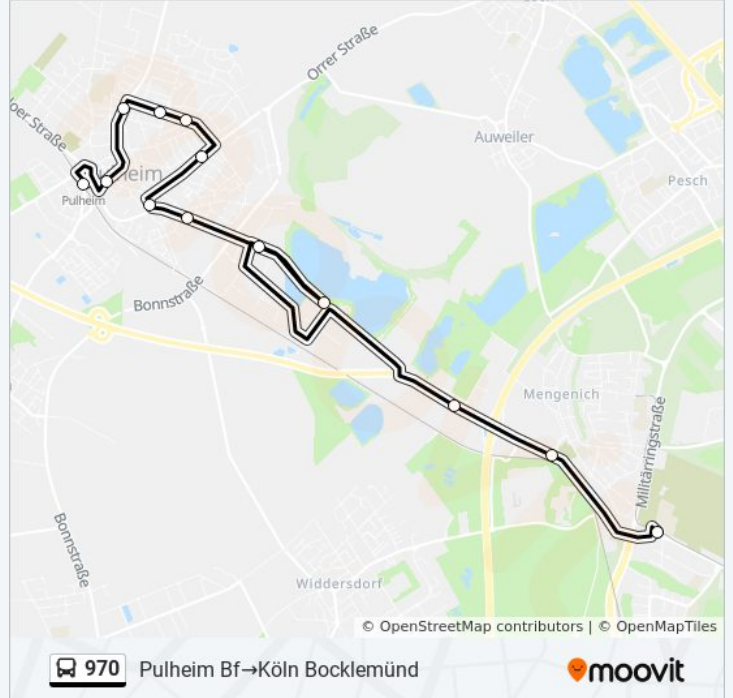 Orrer Straße
Auweiler
loer Straße
heim
Pulheim
Pesch
Bonnstraße
Mengenich
Militärringstraße
Bonnstraße
Widdersdorf
© OpenStreetMap contributors | © OpenMapTiles
970 Pulheim Bf→Köln Bocklemünd
moovit